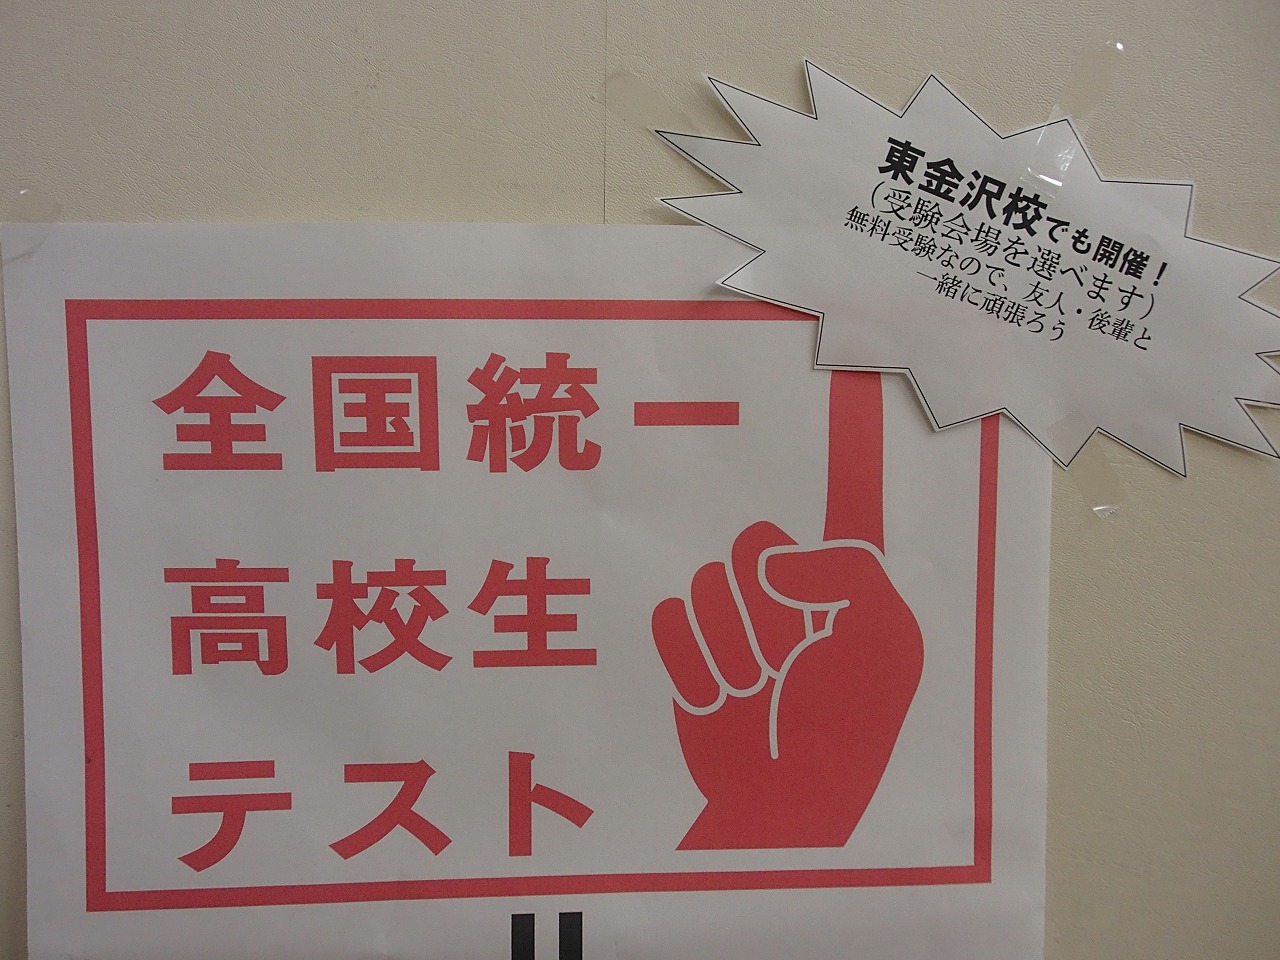 東金沢校でも開催！
（受験会場を選べます）
無料受験なので、友人・後輩と
一緒に頑張ろう
全国統一
高校生
テスト